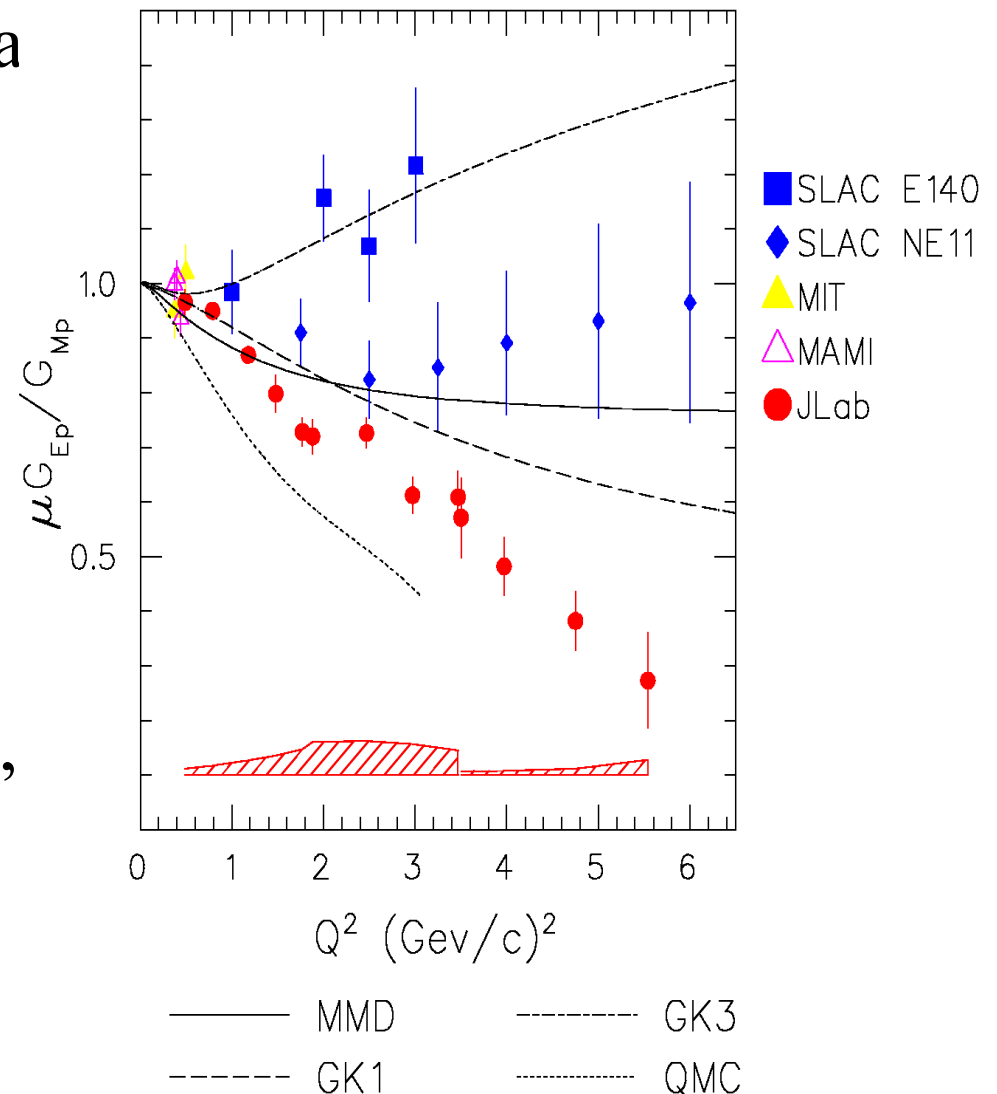 a
SLAC E140
SLAC NE11
MIT
MAMI
JLab
1.0
0.5
μG_Ep/G_Mp
,
0 1 2 3 4 5 6
Q² (Gev/c)²
MMD
GK3
GK1
QMC